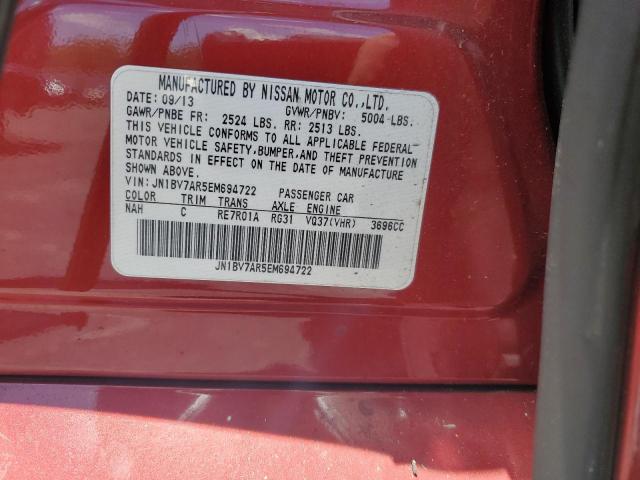 MANUFACTURED BY NISSAN MOTOR CO.,LTD.
DATE: 09/13 GVWR/PNBV: 5004 LBS.
GAWR/PNBE FR: 2524 LBS. RR: 2513 LBS.
THIS VEHICLE CONFORMS TO ALL APPLICABLE FEDERAL
MOTOR VEHICLE SAFETY,BUMPER,AND THEFT PREVENTION
STANDARDS IN EFFECT ON THE DATE OF MANUFACTURE
SHOWN ABOVE.
VIN: JN1BV7AR5EM694722 PASSENGER CAR
COLOR TRIM TRANS AXLE ENGINE
NAH C RE7R01A RG31 VQ37(VHR) 3696CC
JN1BV7AR5EM694722